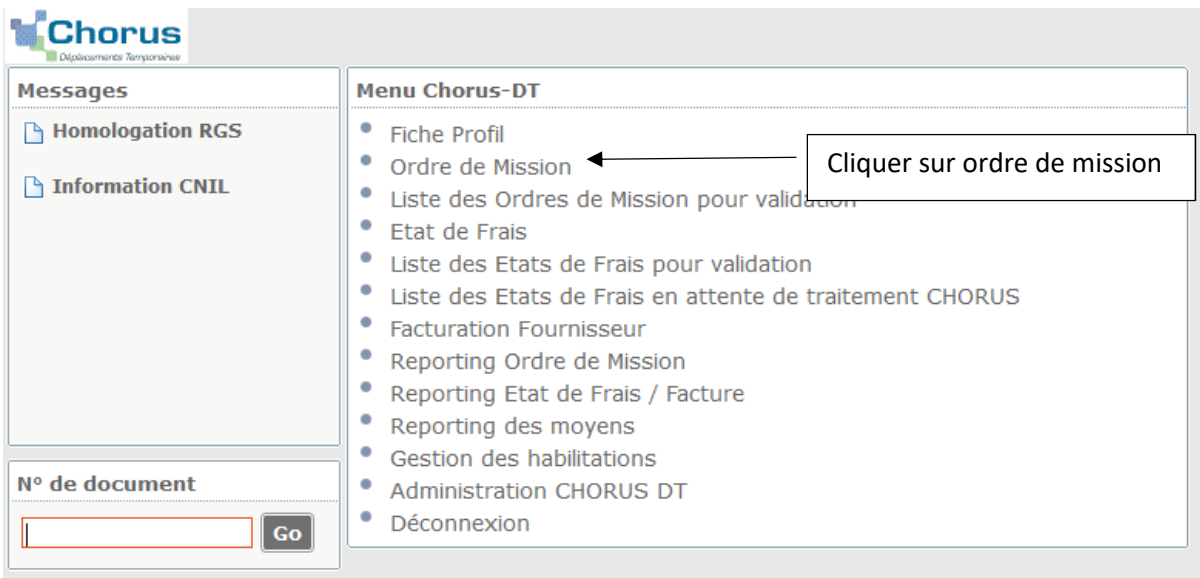 Chorus
Déplacements Temporaires
Messages
Homologation RGS
Information CNIL
N° de document
Go
Menu Chorus-DT
Fiche Profil
Ordre de Mission
Cliquer sur ordre de mission
Liste des Ordres de Mission pour validation
Etat de Frais
Liste des Etats de Frais pour validation
Liste des Etats de Frais en attente de traitement CHORUS
Facturation Fournisseur
Reporting Ordre de Mission
Reporting Etat de Frais / Facture
Reporting des moyens
Gestion des habilitations
Administration CHORUS DT
Déconnexion